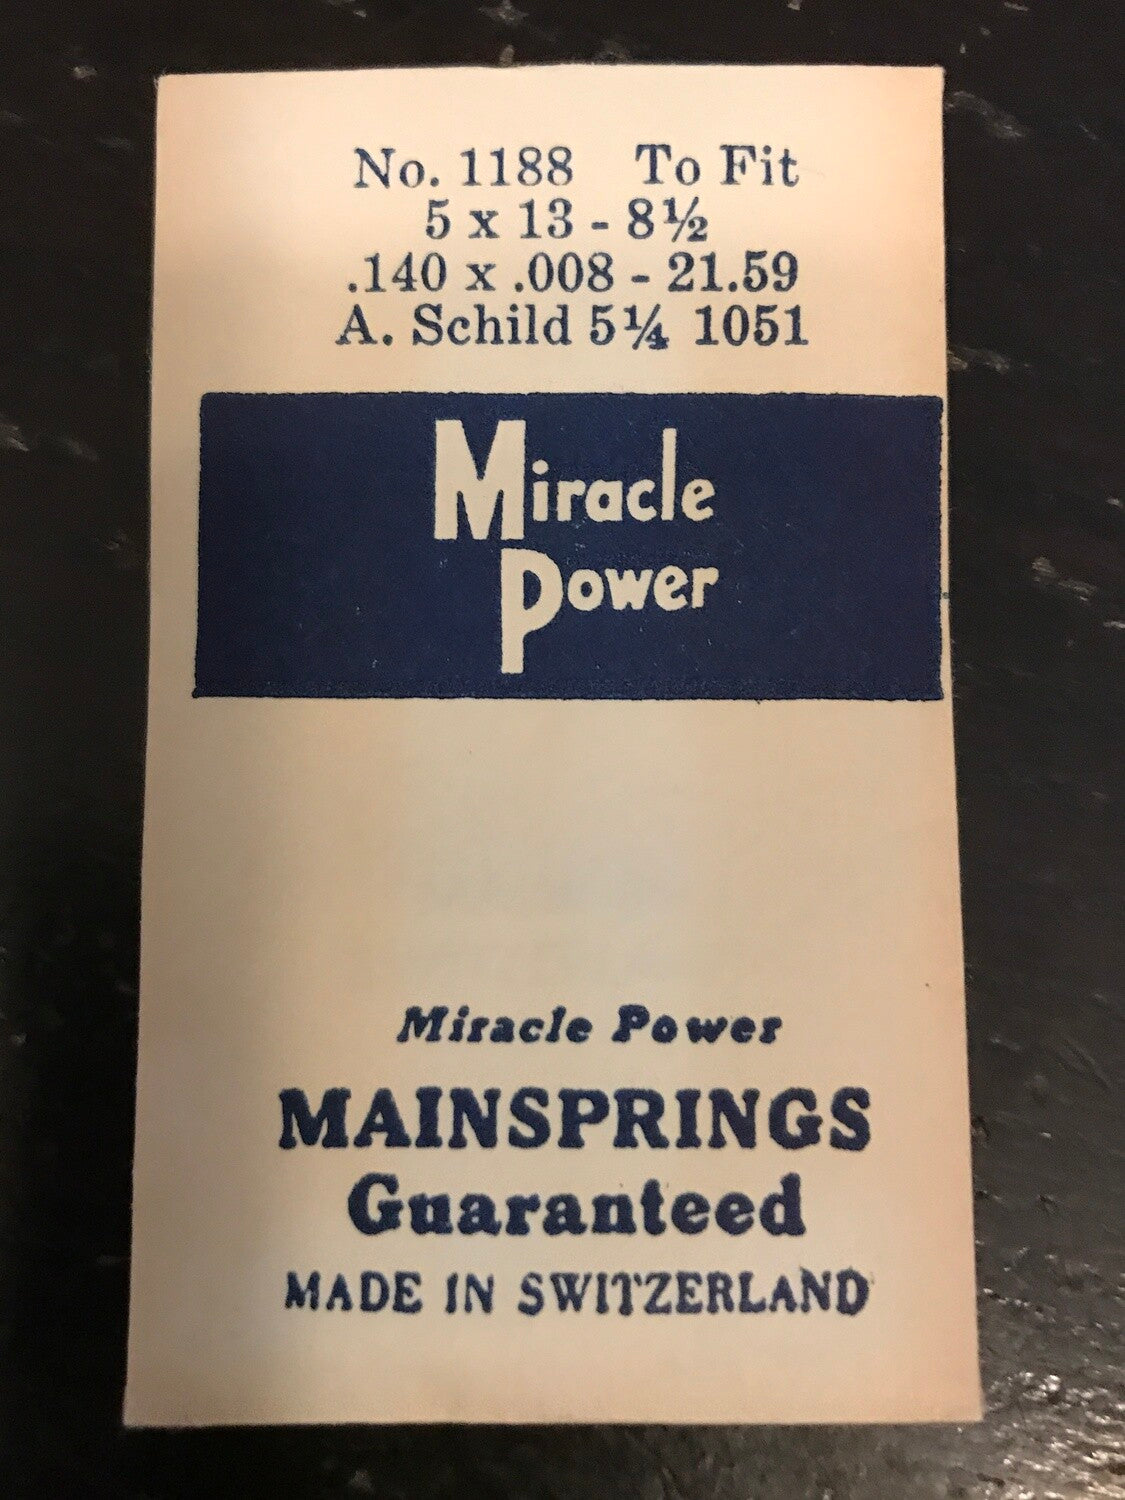 No. 1188 To Fit
5 x 13 - 8½
.140 x .008 - 21.59
A. Schild 5¼ 1051
Miracle
Power
Miracle Power
MAINSPRINGS
Guaranteed
MADE IN SWITZERLAND